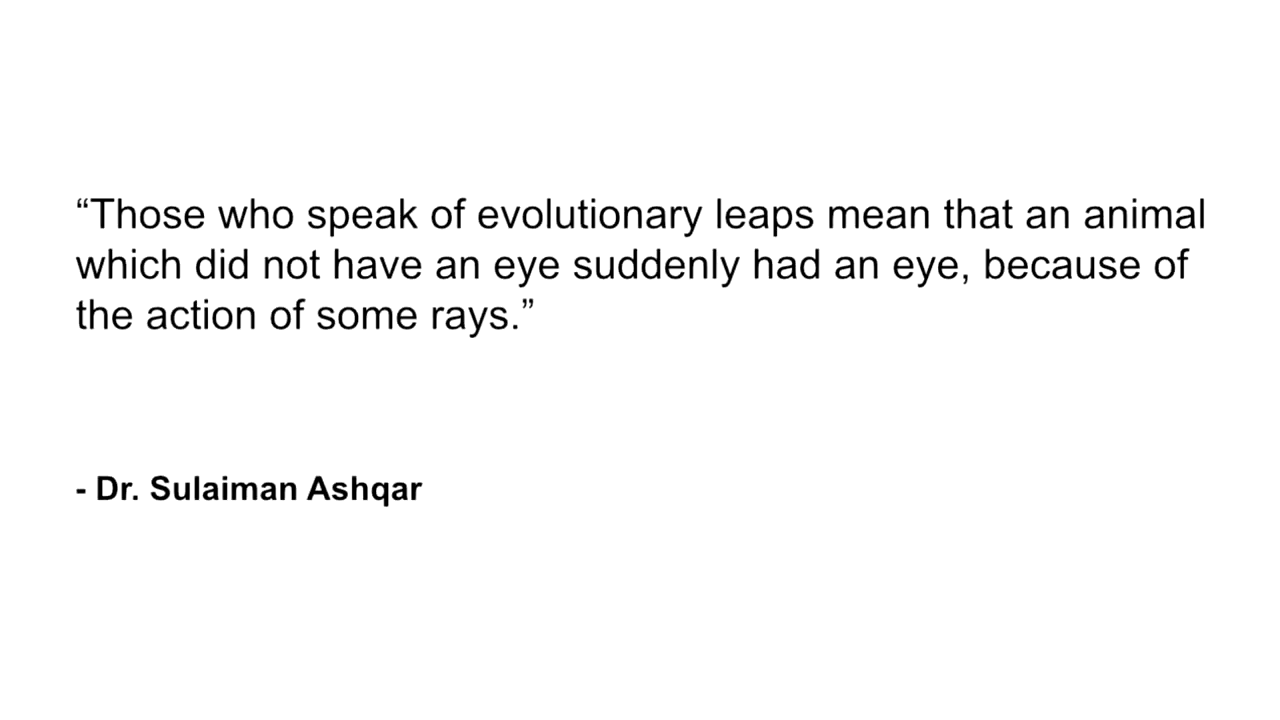 “Those who speak of evolutionary leaps mean that an animal
which did not have an eye suddenly had an eye, because of
the action of some rays.”
- Dr. Sulaiman Ashqar